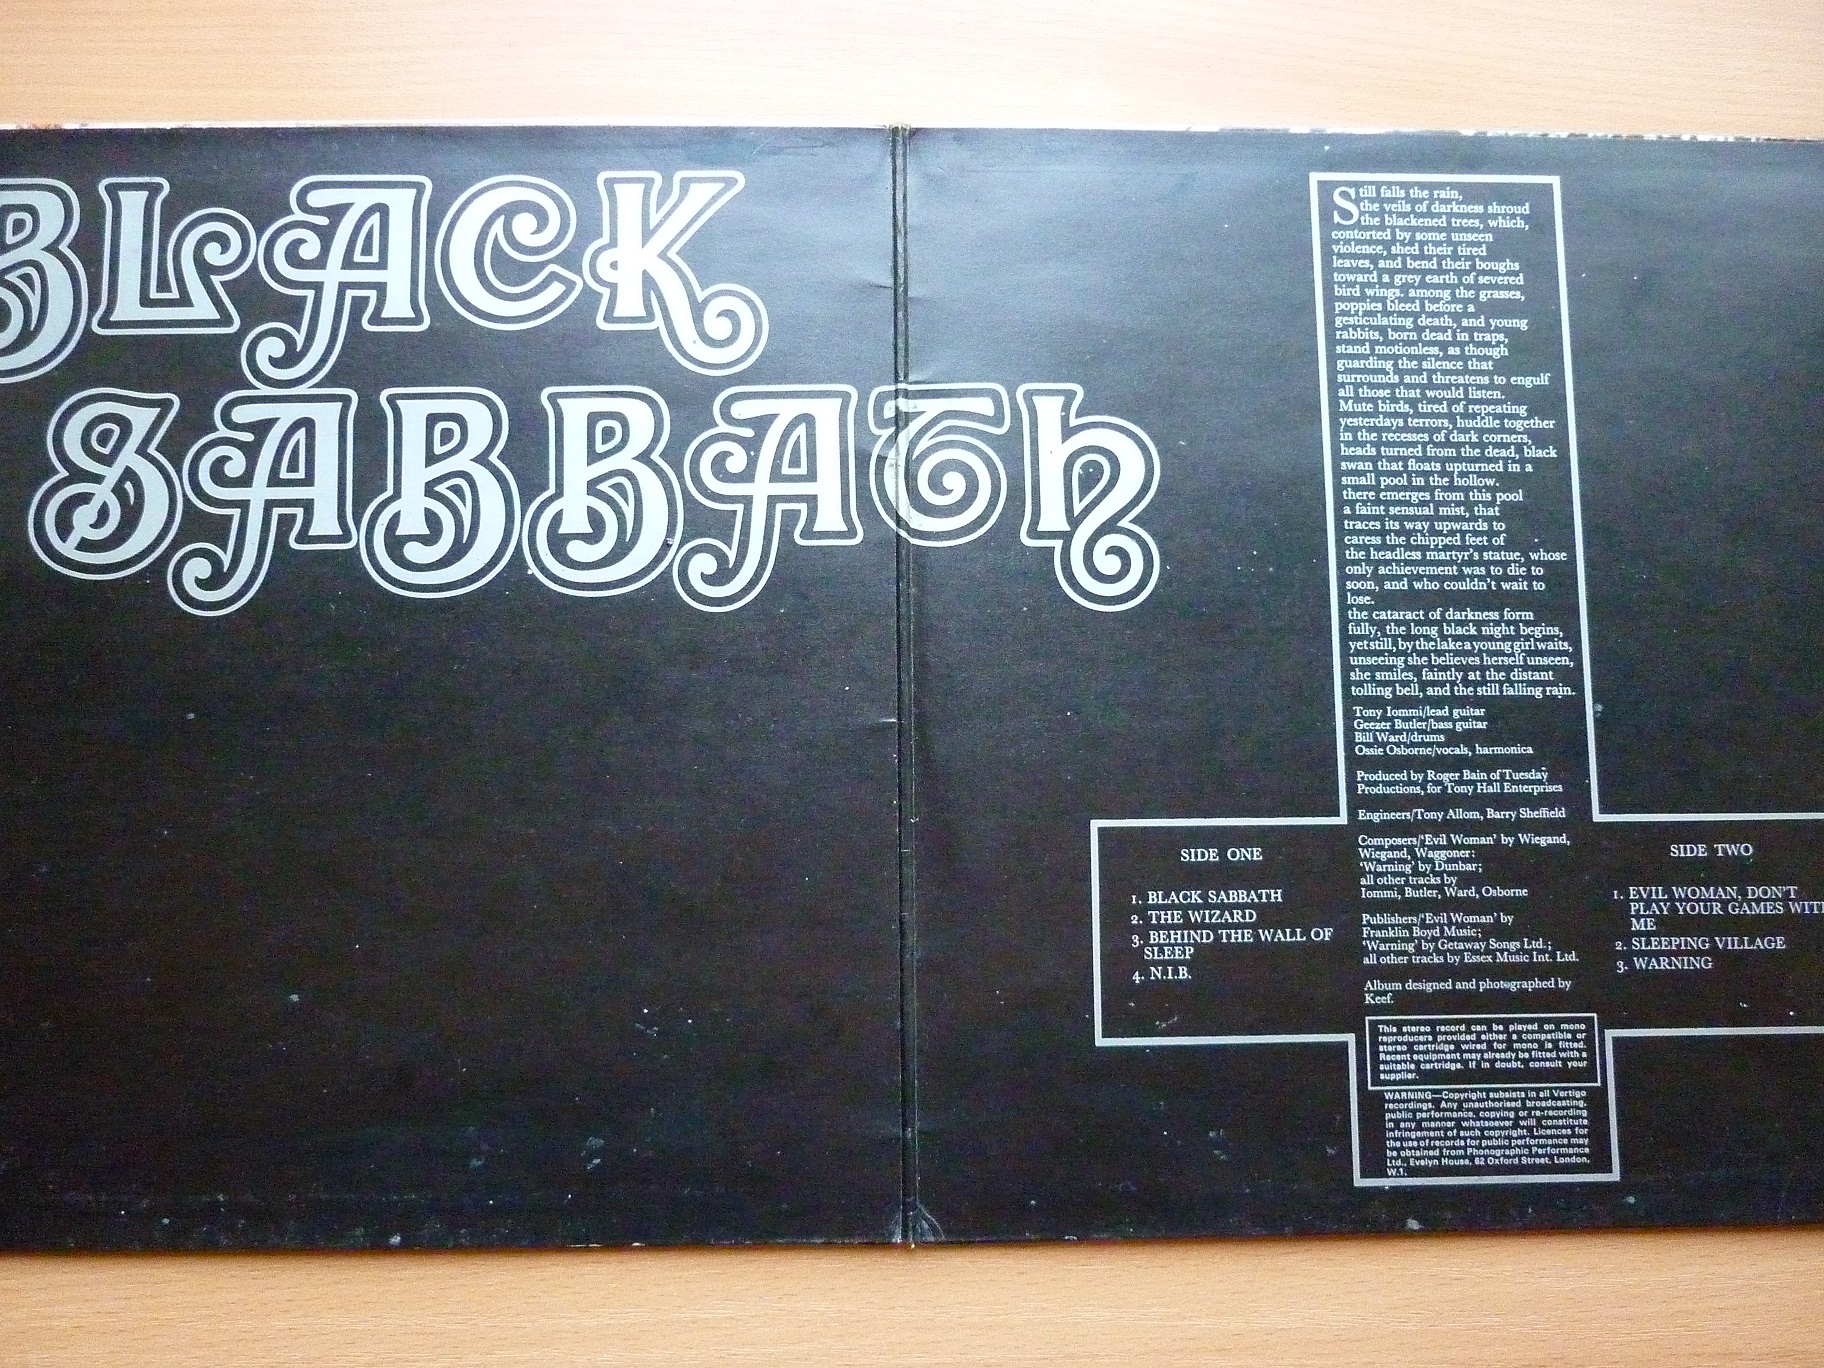 BLACK
SABBATH
Still falls the rain,
the veils of darkness shroud
the blackened trees, which,
contorted by some unseen
violence, shed their tired
leaves, and bend their boughs
toward a grey earth of severed
bird wings. among the grasses,
poppies bleed before a
gesticulating death, and young
rabbits, born dead in traps,
stand motionless, as though
guarding the silence that
surrounds and threatens to engulf
all those that would listen.
Mute birds, tired of repeating
yesterdays terrors, huddle together
in the recesses of dark corners,
heads turned from the dead, black
swan that floats upturned in a
small pool in the hollow.
there emerges from this pool
a faint sensual mist, that
traces its way upwards to
caress the chipped feet of
the headless martyr's statue, whose
only achievement was to die to
soon, and who couldn't wait to
lose.
the cataract of darkness form
fully, the long black night begins,
yet still, by the lake a young girl waits,
unseeing she believes herself unseen,
she smiles, faintly at the distant
tolling bell, and the still falling rain.
Tony Iommi/lead guitar
Geezer Butler/bass guitar
Bill Ward/drums
Ossie Osborne/vocals, harmonica
Produced by Roger Bain of Tuesday
Productions, for Tony Hall Enterprises
Engineers/Tony Allom, Barry Sheffield
Composers/'Evil Woman' by Wiegand,
Wiegand, Waggoner:
'Warning' by Dunbar;
all other tracks by
Iommi, Butler, Ward, Osborne
Publishers/'Evil Woman' by
Franklin Boyd Music;
'Warning' by Getaway Songs Ltd.;
all other tracks by Essex Music Int. Ltd.
Album designed and photographed by
Keef.
SIDE ONE
1. BLACK SABBATH
2. THE WIZARD
3. BEHIND THE WALL OF
SLEEP
4. N.I.B.
SIDE TWO
1. EVIL WOMAN, DON'T
PLAY YOUR GAMES WITH
ME
2. SLEEPING VILLAGE
3. WARNING
This stereo record can be played on mono
reproducers provided either a compatible or
stereo cartridge wired for mono is fitted.
Recent equipment may already be fitted with a
suitable cartridge. If in doubt, consult your
supplier.
WARNING—Copyright subsists in all Vertigo
recordings. Any unauthorised broadcasting,
public performance, copying or re-recording
in any manner whatsoever will constitute
infringement of such copyright. Licences for
the use of records for public performance may
be obtained from Phonographic Performance
Ltd., Evelyn House, 62 Oxford Street, London,
W.1.